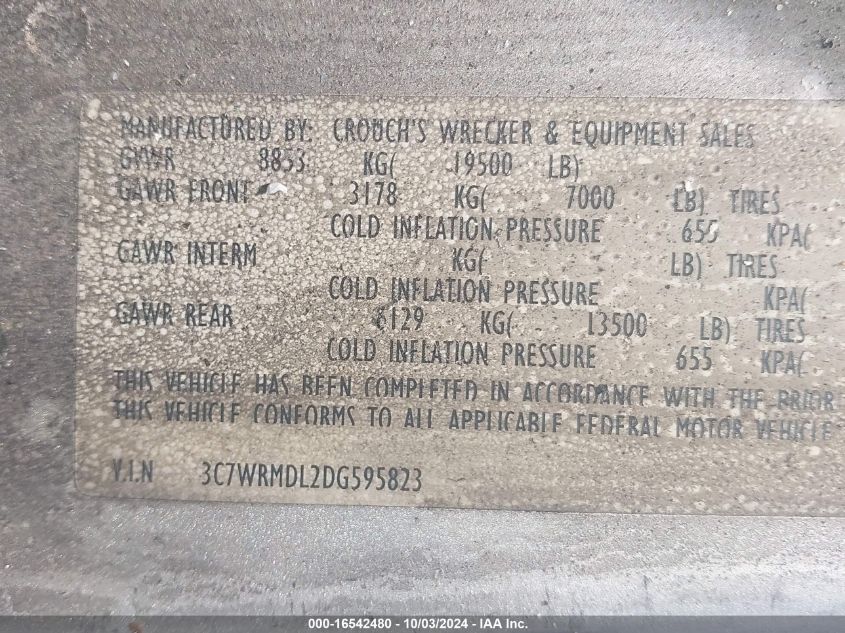 MANUFACTURED BY: CROUCH'S WRECKER & EQUIPMENT SALES
GVWR 8853 KG( 19500 LB)
GAWR FRONT 3178 KG( 7000 LB) TIRES
COLD INFLATION PRESSURE 655 KPA(
GAWR INTERM KG( LB) TIRES
COLD INFLATION PRESSURE KPA(
GAWR REAR 6129 KG( 13500 LB) TIRES
COLD INFLATION PRESSURE 655 KPA(
THIS VEHICLE HAS BEEN COMPLETED IN ACCORDANCE WITH THE PRIOR
THIS VEHICLE CONFORMS TO ALL APPLICABLE FEDERAL MOTOR VEHICLE
V.I.N 3C7WRMDL2DG595823
000-16542480 - 10/03/2024 - IAA Inc.